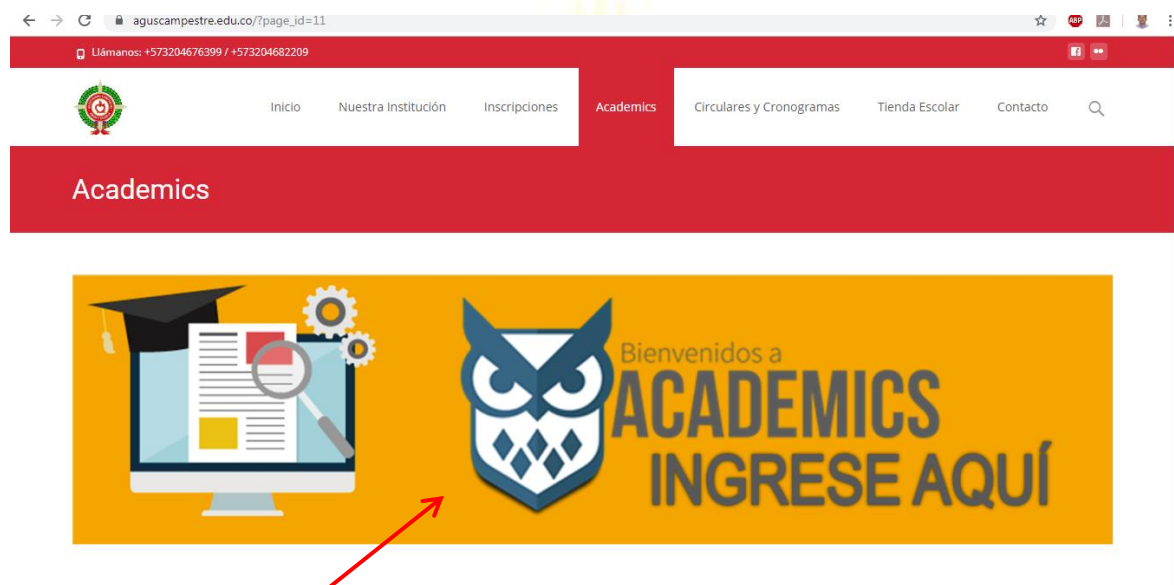 aguscampestre.edu.co/?page_id=11
ABP
Llámanos: +573204676399 / +573204682209
Inicio Nuestra Institución Inscripciones Academics Circulares y Cronogramas Tienda Escolar Contacto
Academics
Bienvenidos a
ACADEMICS
INGRESE AQUÍ